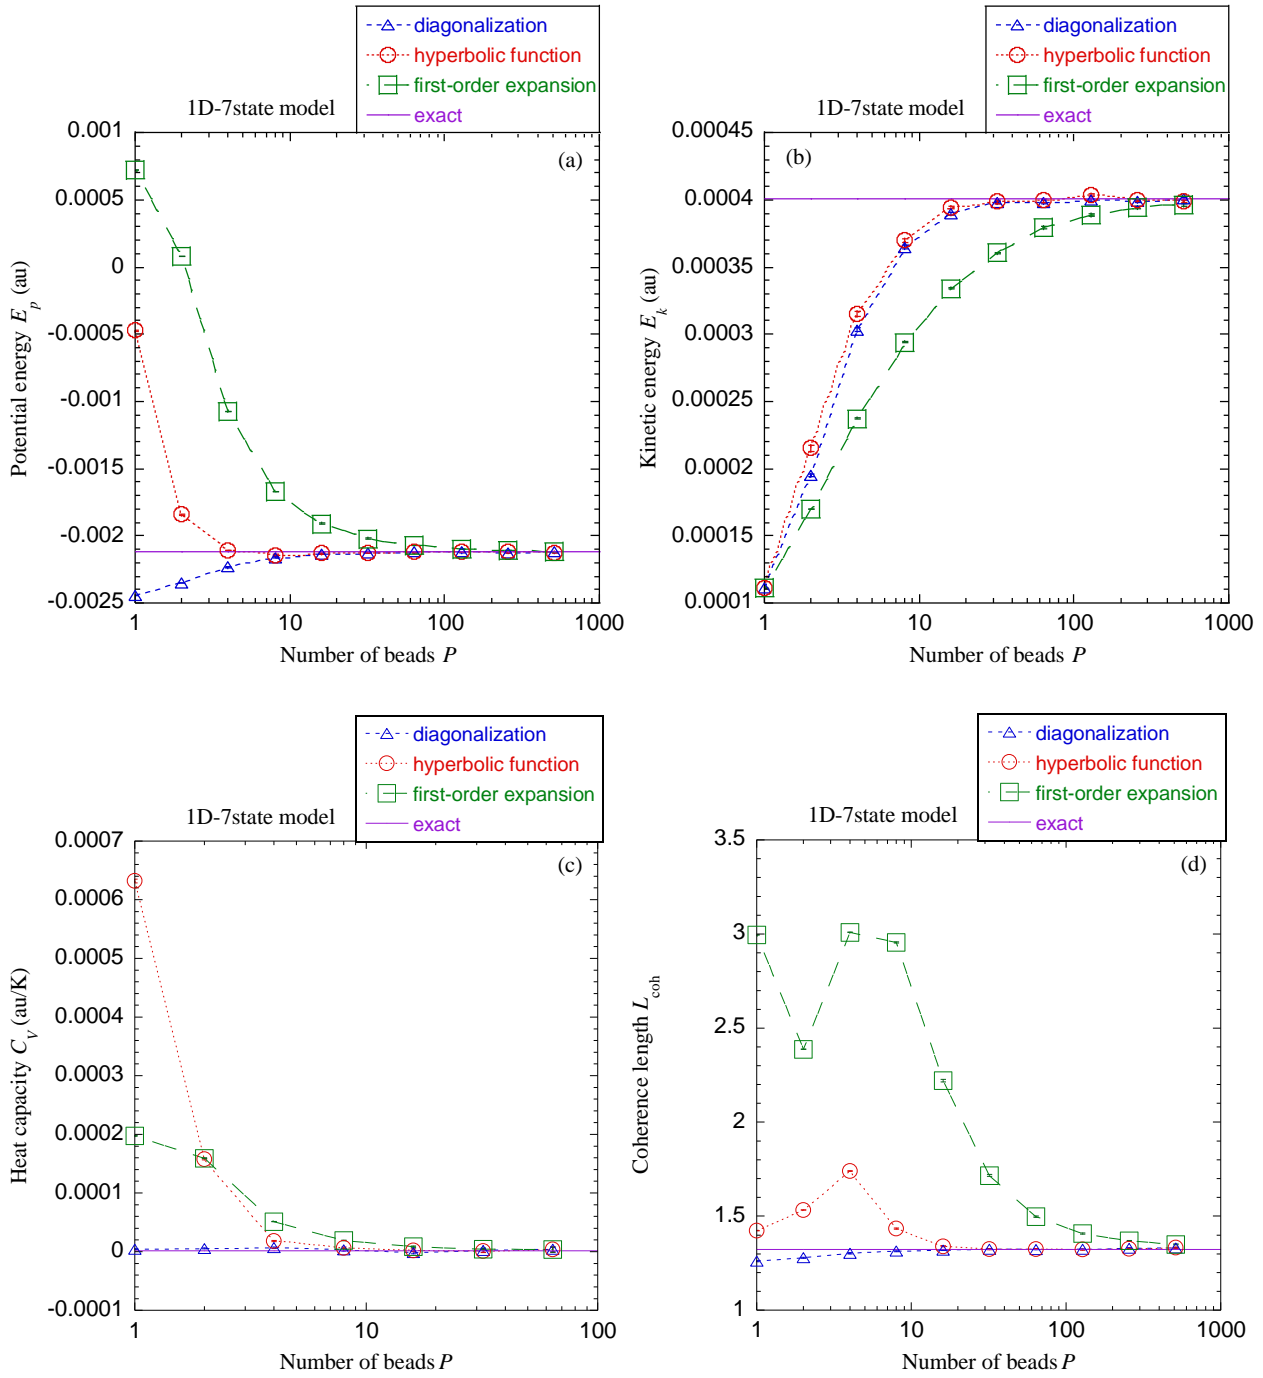 diagonalization
hyperbolic function
first-order expansion
exact
1D-7state model
(a)
0.001
0.0005
0
-0.0005
-0.001
-0.0015
-0.002
-0.0025
Potential energy E_p (au)
1 10 100 1000
Number of beads P
diagonalization
hyperbolic function
first-order expansion
exact
1D-7state model
(b)
0.00045
0.0004
0.00035
0.0003
0.00025
0.0002
0.00015
0.0001
Kinetic energy E_k (au)
1 10 100 1000
Number of beads P
diagonalization
hyperbolic function
first-order expansion
exact
1D-7state model
(c)
0.0007
0.0006
0.0005
0.0004
0.0003
0.0002
0.0001
0
-0.0001
Heat capacity C_V (au/K)
1 10 100
Number of beads P
diagonalization
hyperbolic function
first-order expansion
exact
1D-7state model
(d)
3.5
3
2.5
2
1.5
1
Coherence length L_coh
1 10 100 1000
Number of beads P